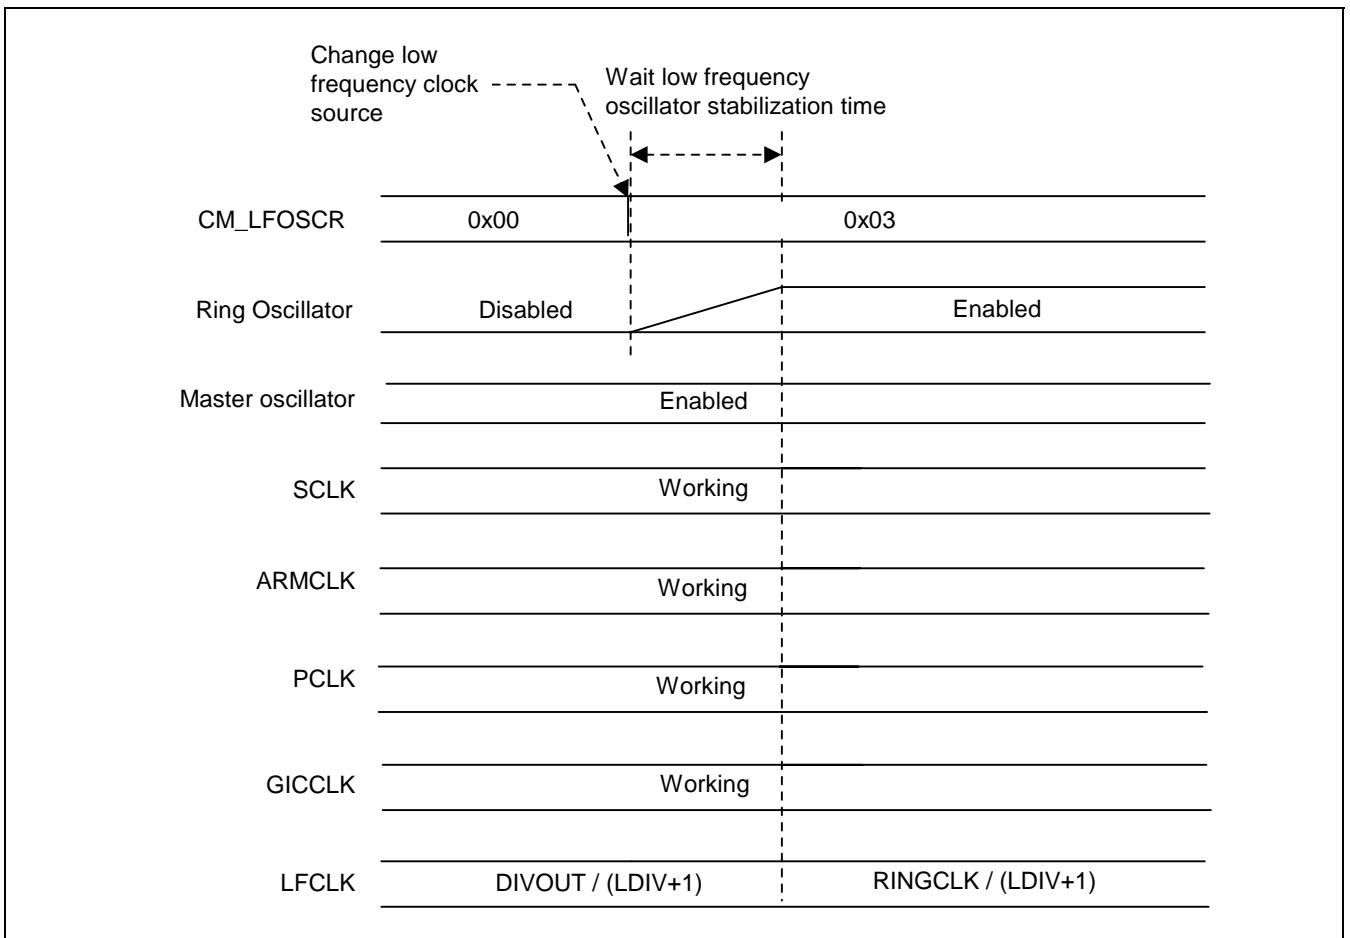 Change low
frequency clock
source
Wait low frequency
oscillator stabilization time
CM_LFOSCR
0x00
0x03
Ring Oscillator
Disabled
Enabled
Master oscillator
Enabled
SCLK
Working
ARMCLK
Working
PCLK
Working
GICCLK
Working
LFCLK
DIVOUT / (LDIV+1)
RINGCLK / (LDIV+1)